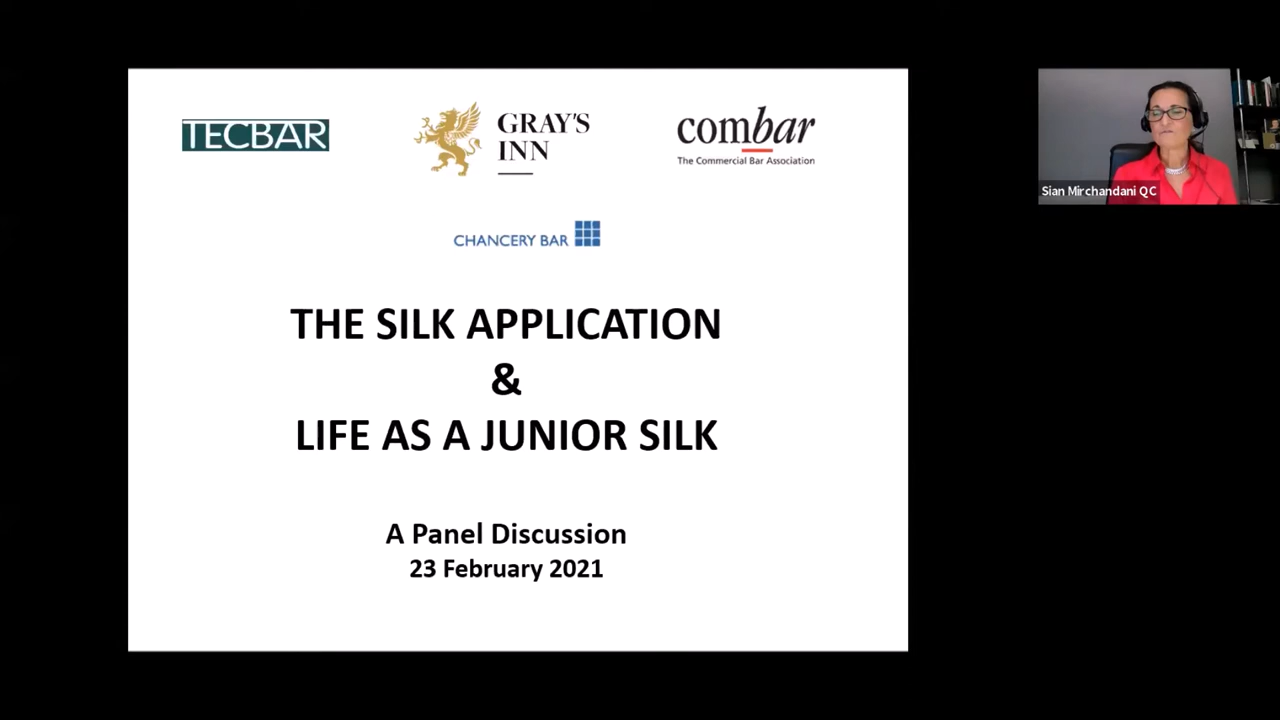 TECBAR
GRAY'S
INN
combar
The Commercial Bar Association
Sian Mirchandani QC
CHANCERY BAR
THE SILK APPLICATION
&
LIFE AS A JUNIOR SILK
A Panel Discussion
23 February 2021